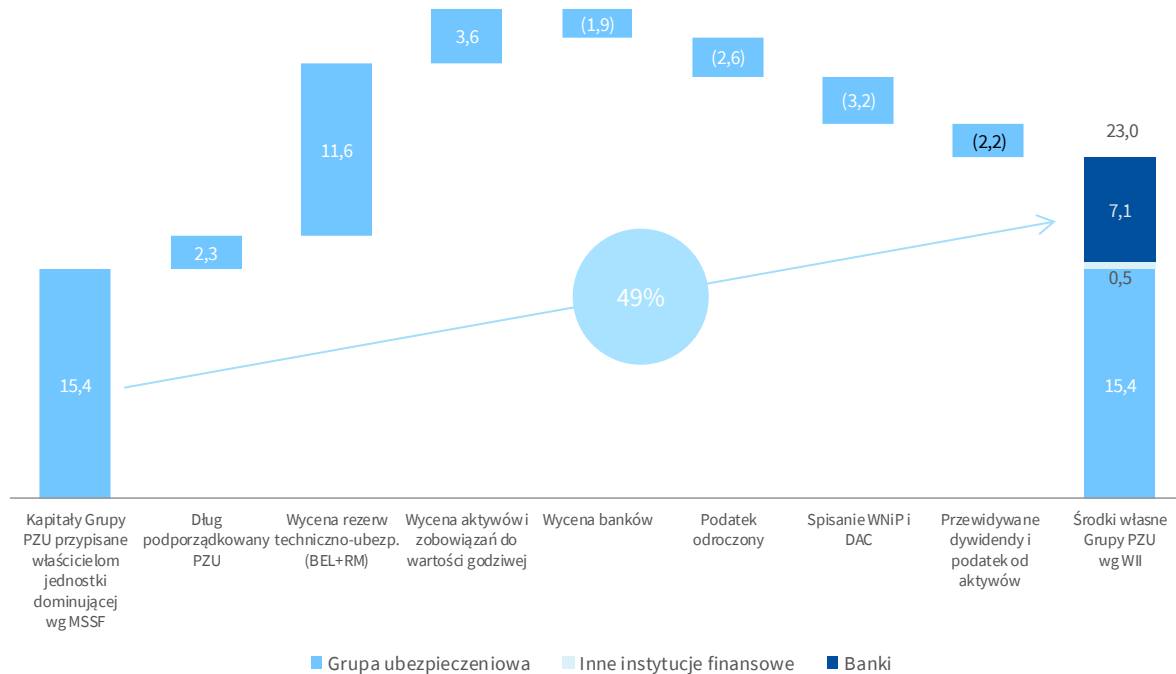 3,6
(1,9)
(2,6)
(3,2)
11,6
(2,2)
23,0
7,1
2,3
0,5
49%
15,4
15,4
Kapitały Grupy
PZU przypisane
właścicielom
jednostki
dominującej
wg MSSF
Dług
podporządkowany
PZU
Wycena rezerw
techniczno-ubezp.
(BEL+RM)
Wycena aktywów i
zobowiązań do
wartości godziwej
Wycena banków
Podatek
odroczony
Spisanie WNiP i
DAC
Przewidywane
dywidendy i
podatek od
aktywów
Środki własne
Grupy PZU
wg WII
Grupa ubezpieczeniowa
Inne instytucje finansowe
Banki